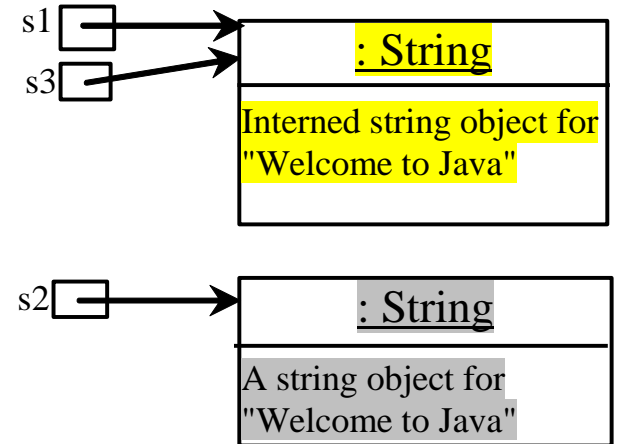 s1
: String
s3
Interned string object for
"Welcome to Java"
s2
: String
A string object for
"Welcome to Java"